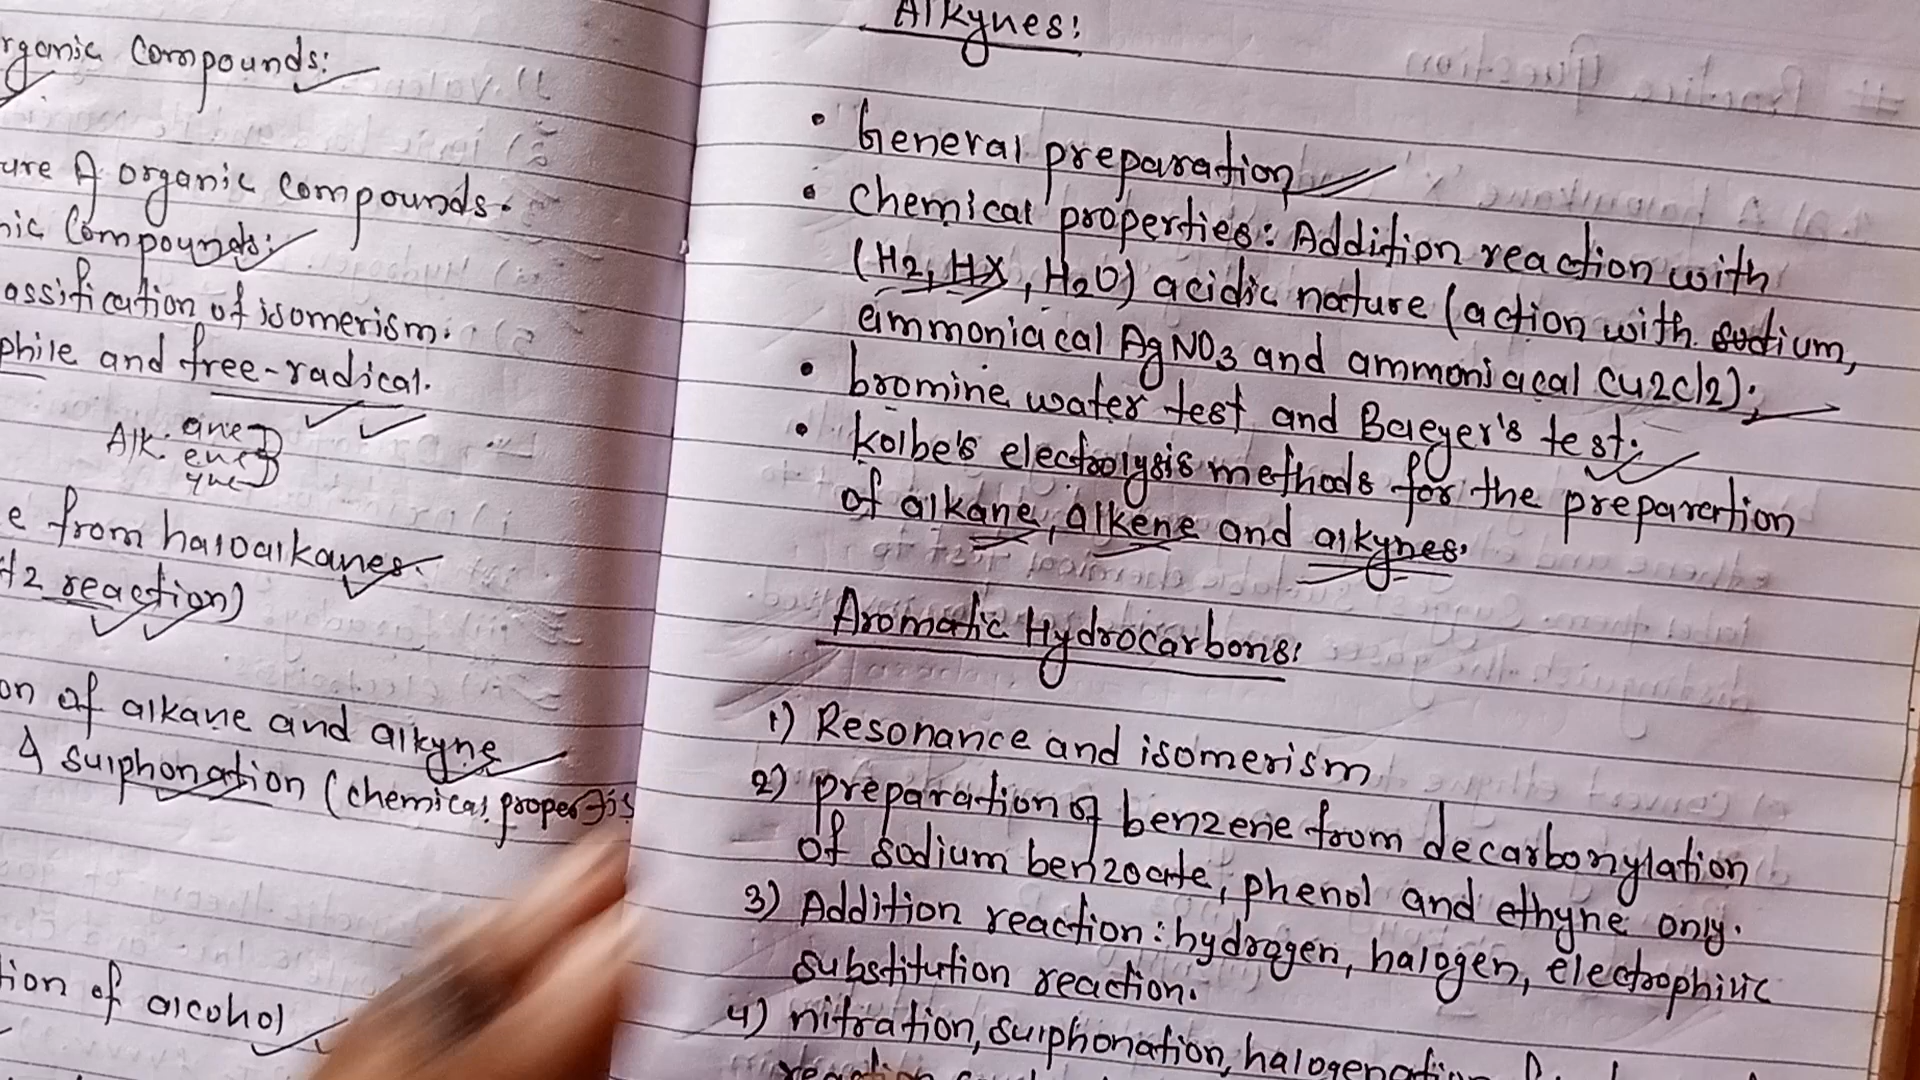 rganic compounds:
ure of organic compounds.
nic compounds:
assification of isomerism.
phile and free-radical.
Alk: ane
ene
yne
e from haloalkanes.
H2 reaction)
on of alkane and alkyne
& sulphonation (chemical propertis
tion of alcohol
Alkynes:
• General preparation
• chemical properties: Addition reaction with
(H2, HX, H2O) acidic nature (action with sodium,
ammoniacal AgNO3 and ammoniacal Cu2Cl2).
• bromine water test and Baeyer's test.
• kolbe's electrolysis methods for the preparation
of alkane, alkene and alkynes.
Aromatic Hydrocarbons:
1) Resonance and isomerism
2) preparation of benzene from decarbonylation
of sodium benzoate, phenol and ethyne only.
3) Addition reaction: hydrogen, halogen, electrophilic
substitution reaction.
4) nitration, sulphonation, halogenation